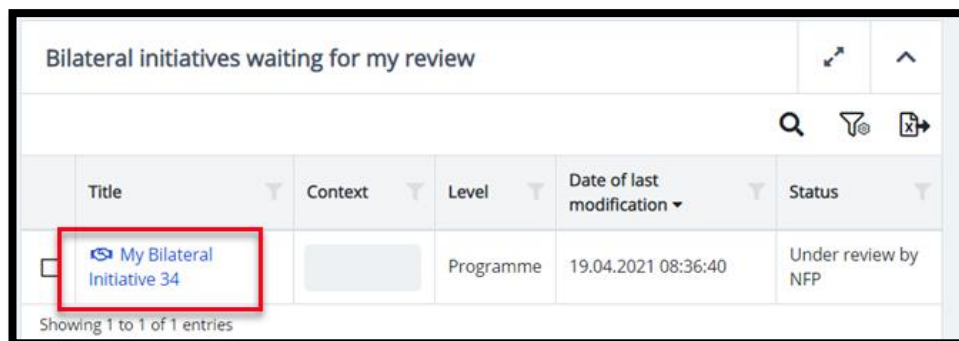 Bilateral initiatives waiting for my review
Title Context Level Date of last modification Status
My Bilateral Initiative 34 Programme 19.04.2021 08:36:40 Under review by NFP
Showing 1 to 1 of 1 entries